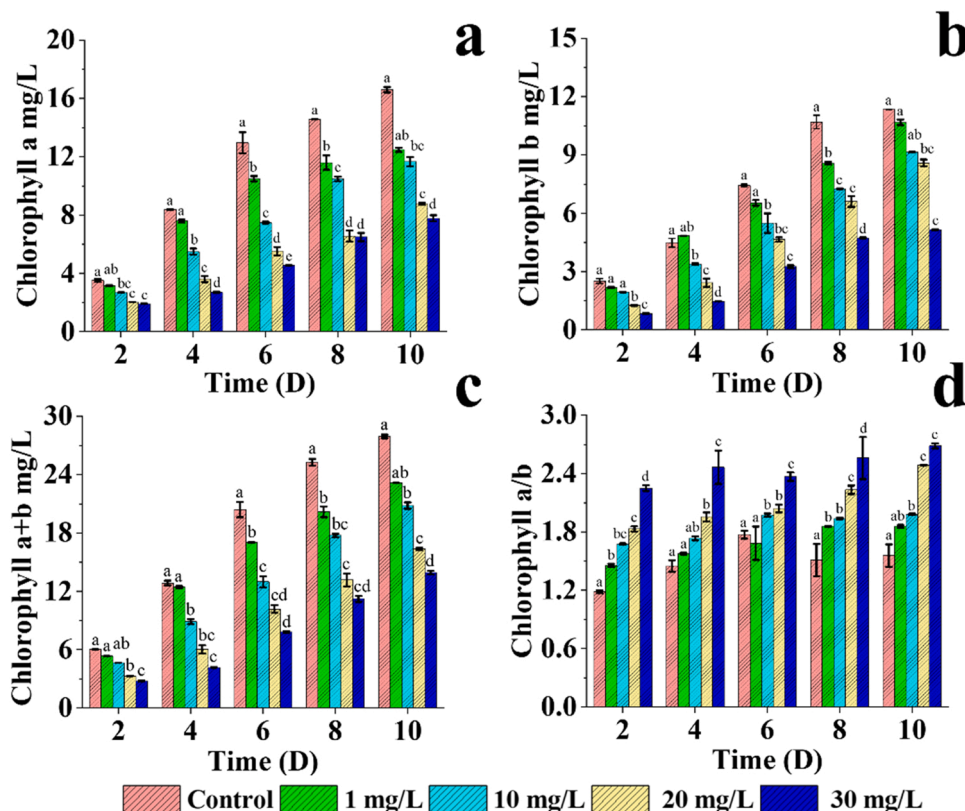 a
Chlorophyll a mg/L
20
16
12
8
4
0
a ab bc c c
a a b c d
a b c d e
a b c d d
a ab bc c d
2 4 6 8 10
Time (D)
b
Chlorophyll b mg/L
15
12
9
6
3
0
a a a b c
a a b c d
a ab b bc c
a b c c d
a a ab bc c
2 4 6 8 10
Time (D)
c
Chlorophyll a+b mg/L
30
24
18
12
6
0
a a ab b c
a a b bc c
a b c c d
a b bc cd cd
a ab b c d
2 4 6 8 10
Time (D)
d
Chlorophyll a/b
3.0
2.4
1.8
1.2
0.6
0.0
a b bc c d
a a ab b c
a a b b c
a b b c d
a ab b c c
2 4 6 8 10
Time (D)
Control 1 mg/L 10 mg/L 20 mg/L 30 mg/L